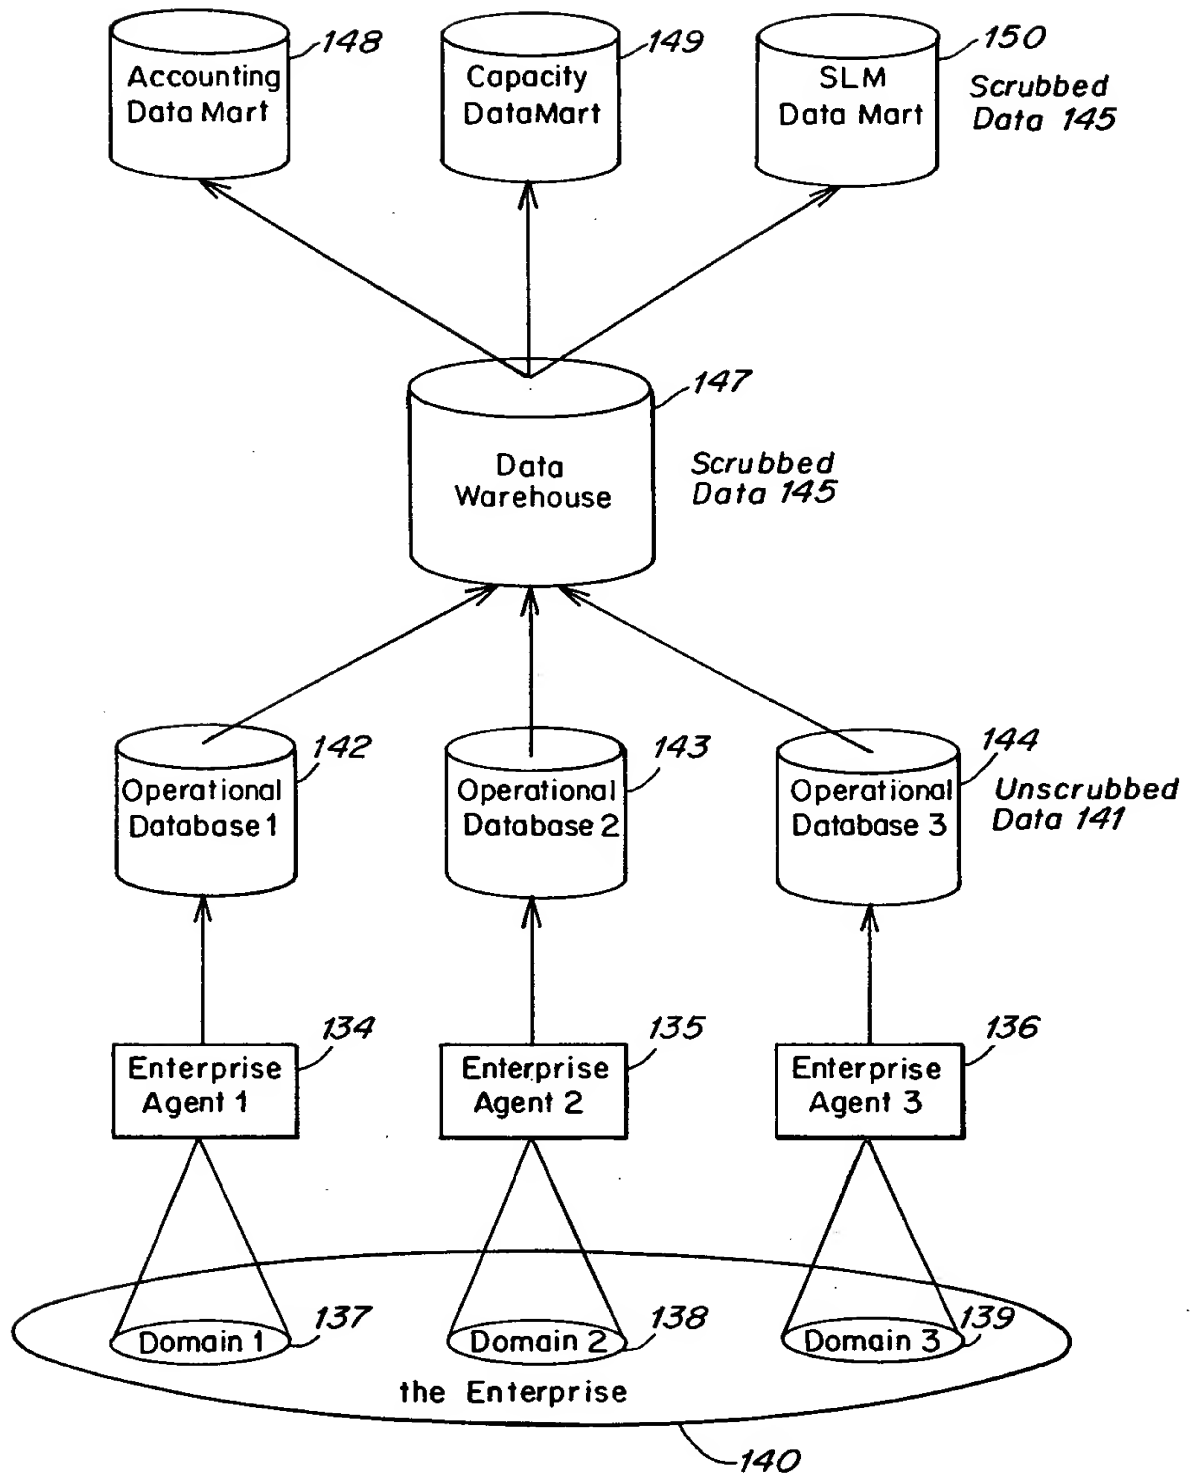 148
Accounting
Data Mart
149
Capacity
DataMart
150
SLM
Data Mart
Scrubbed
Data 145
147
Data
Warehouse
Scrubbed
Data 145
142
Operational
Database 1
143
Operational
Database 2
144
Operational
Database 3
Unscrubbed
Data 141
134
Enterprise
Agent 1
135
Enterprise
Agent 2
136
Enterprise
Agent 3
137
Domain 1
138
Domain 2
139
Domain 3
the Enterprise
140